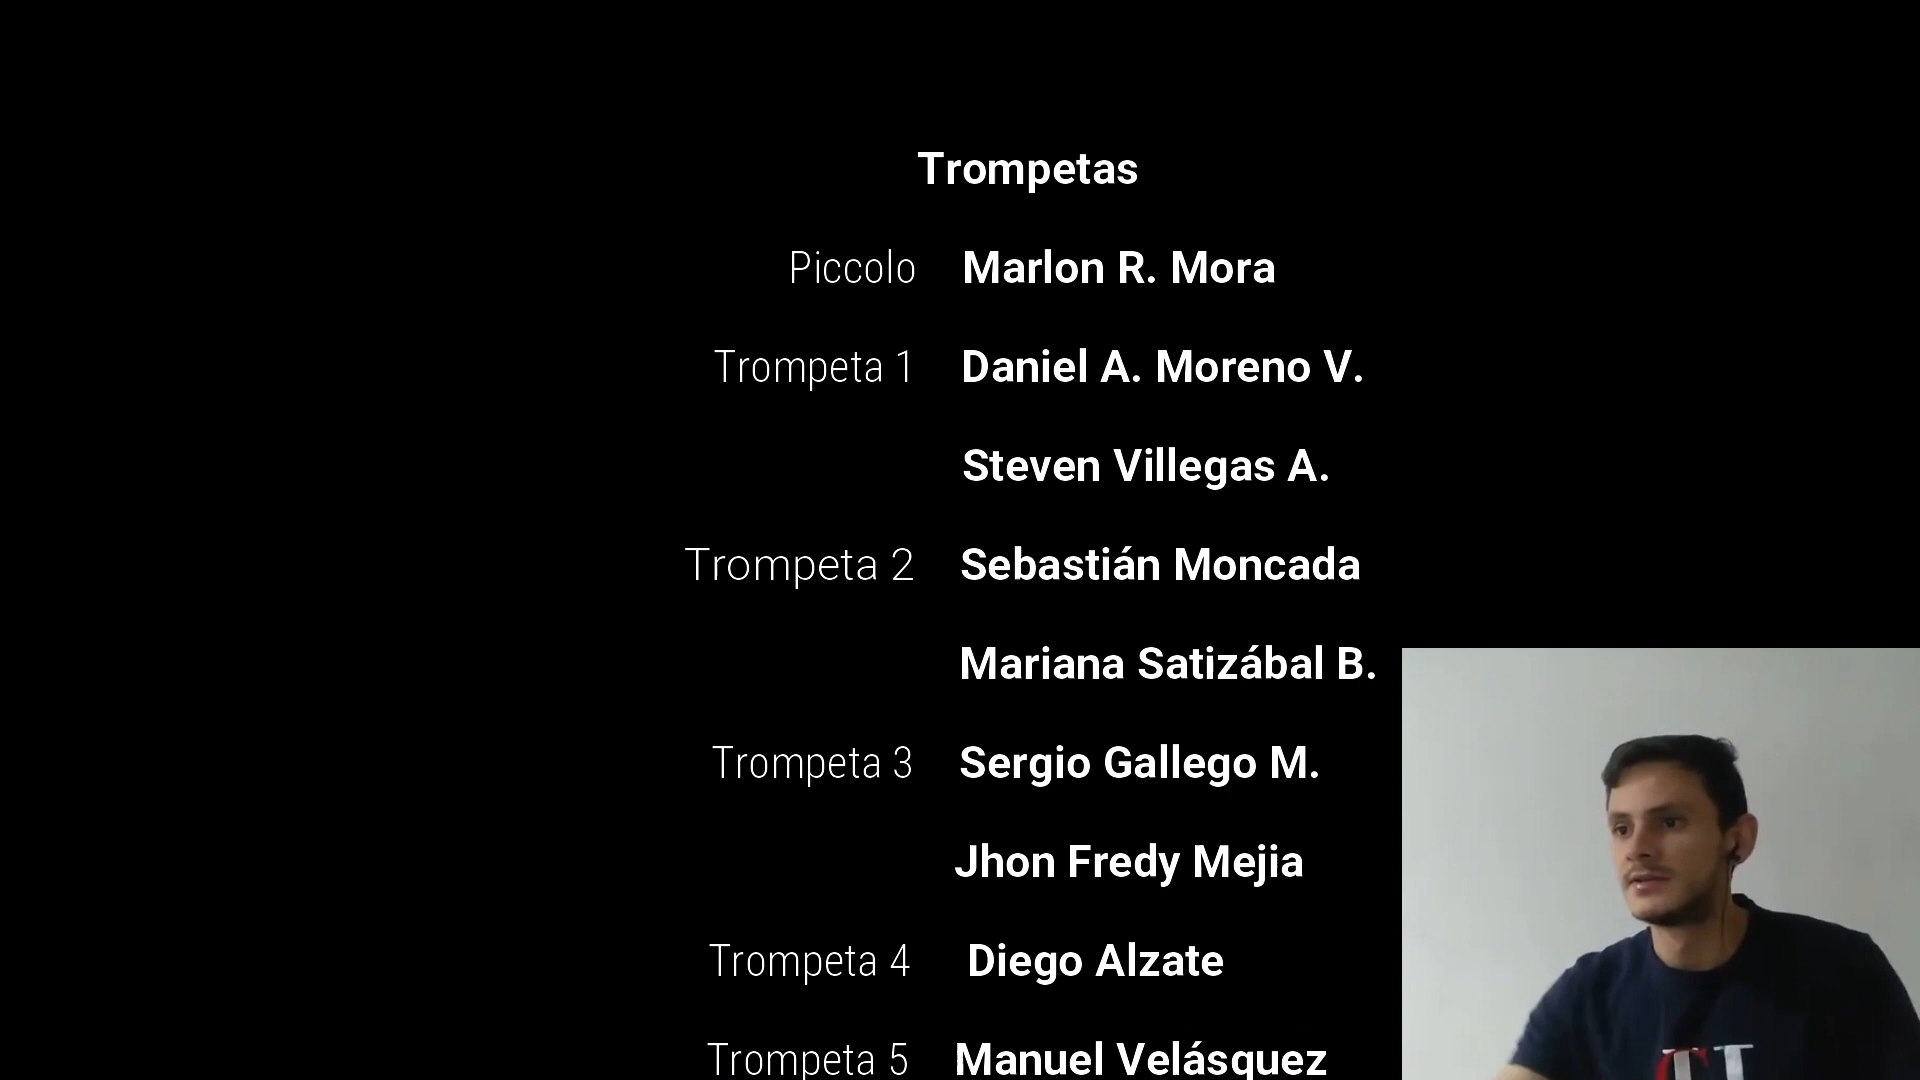 Trompetas
Piccolo Marlon R. Mora
Trompeta 1 Daniel A. Moreno V.
Steven Villegas A.
Trompeta 2 Sebastián Moncada
Mariana Satizábal B.
Trompeta 3 Sergio Gallego M.
Jhon Fredy Mejia
Trompeta 4 Diego Alzate
Trompeta 5 Manuel Velásquez